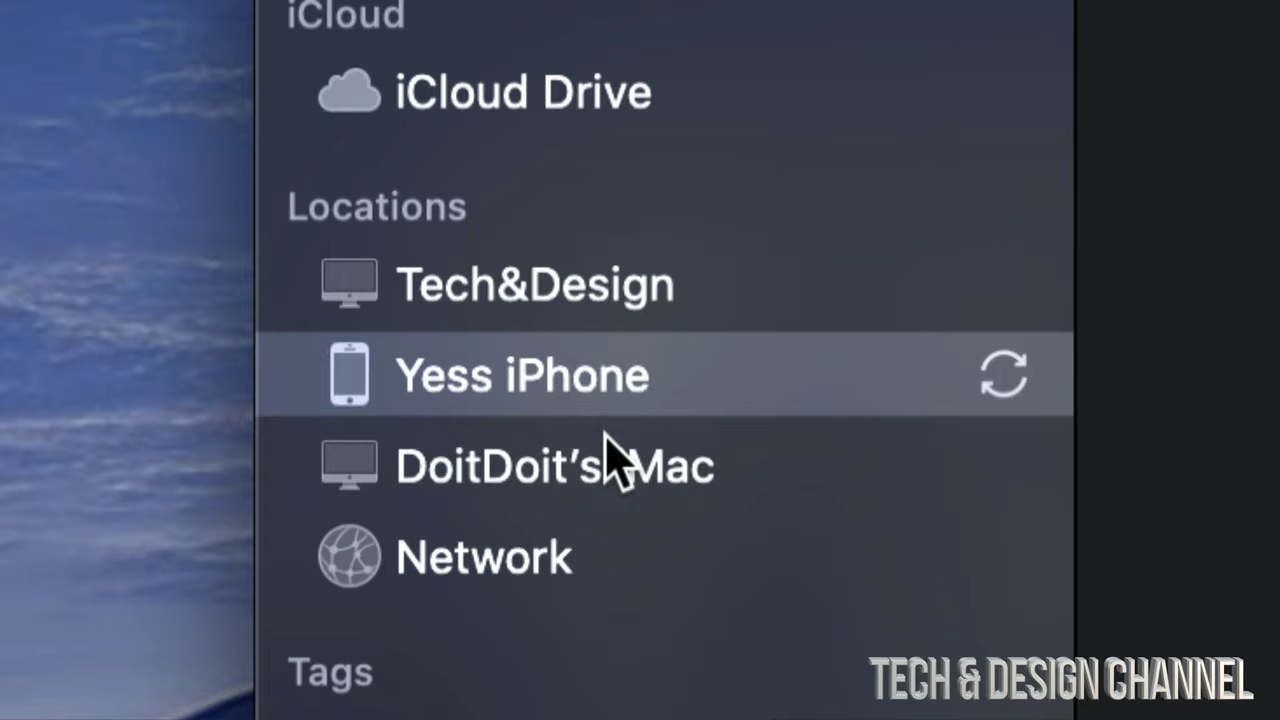 iCloud
iCloud Drive
Locations
Tech&Design
Yess iPhone
DoitDoit's Mac
Network
Tags
TECH & DESIGN CHANNEL